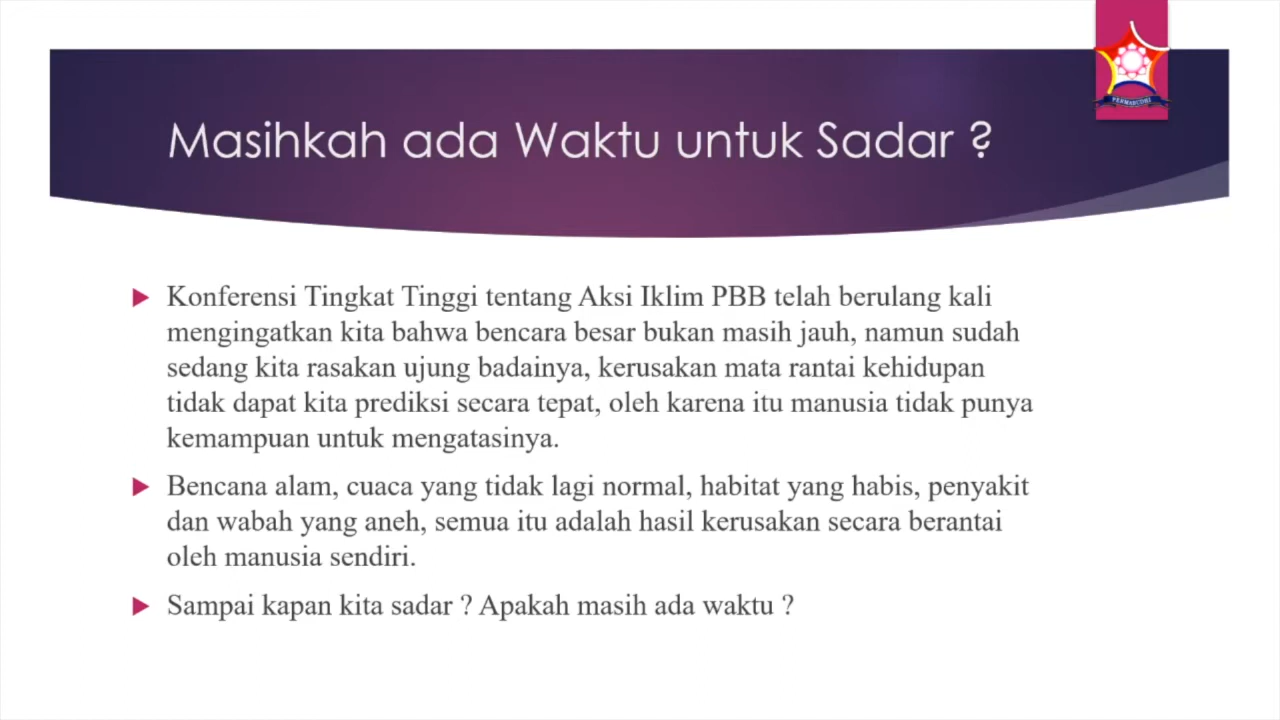 PERMABUDHI
Masihkah ada Waktu untuk Sadar ?
Konferensi Tingkat Tinggi tentang Aksi Iklim PBB telah berulang kali
mengingatkan kita bahwa bencara besar bukan masih jauh, namun sudah
sedang kita rasakan ujung badainya, kerusakan mata rantai kehidupan
tidak dapat kita prediksi secara tepat, oleh karena itu manusia tidak punya
kemampuan untuk mengatasinya.
Bencana alam, cuaca yang tidak lagi normal, habitat yang habis, penyakit
dan wabah yang aneh, semua itu adalah hasil kerusakan secara berantai
oleh manusia sendiri.
Sampai kapan kita sadar ? Apakah masih ada waktu ?